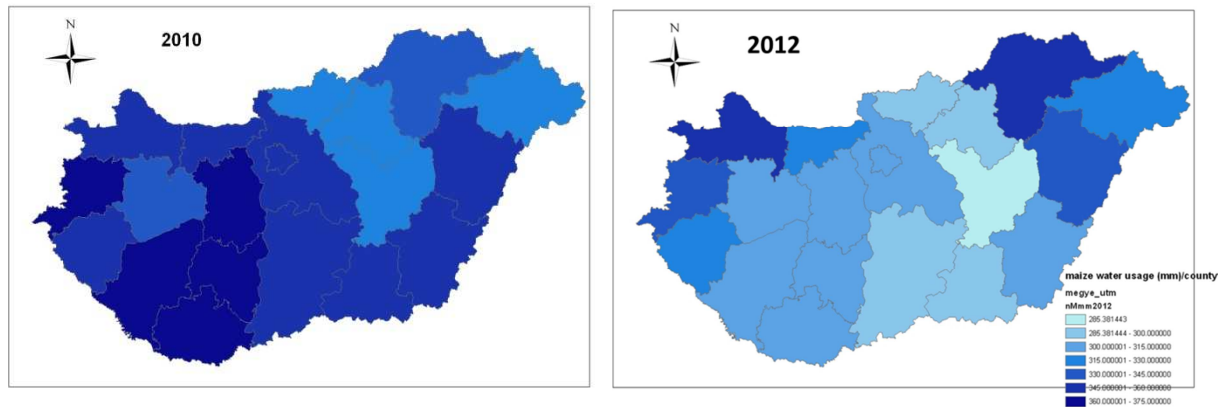 N
2010
N
2012
maize water usage (mm)/county
megye_utm
nMmm2012
285.381443
285.381444 - 300.000000
300.000001 - 315.000000
315.000001 - 330.000000
330.000001 - 345.000000
345.000001 - 360.000000
360.000001 - 375.000000